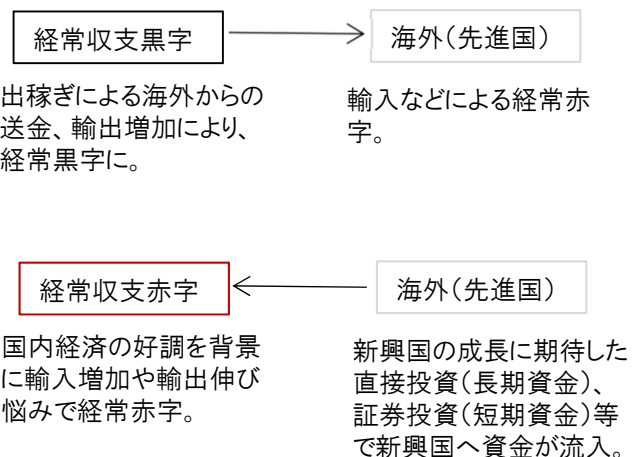 経常収支黒字
海外（先進国）
出稼ぎによる海外からの
送金、輸出増加により、
経常黒字に。
輸入などによる経常赤
字。
経常収支赤字
海外（先進国）
国内経済の好調を背景
に輸入増加や輸出伸び
悩みで経常赤字。
新興国の成長に期待した
直接投資（長期資金）、
証券投資（短期資金）等
で新興国へ資金が流入。